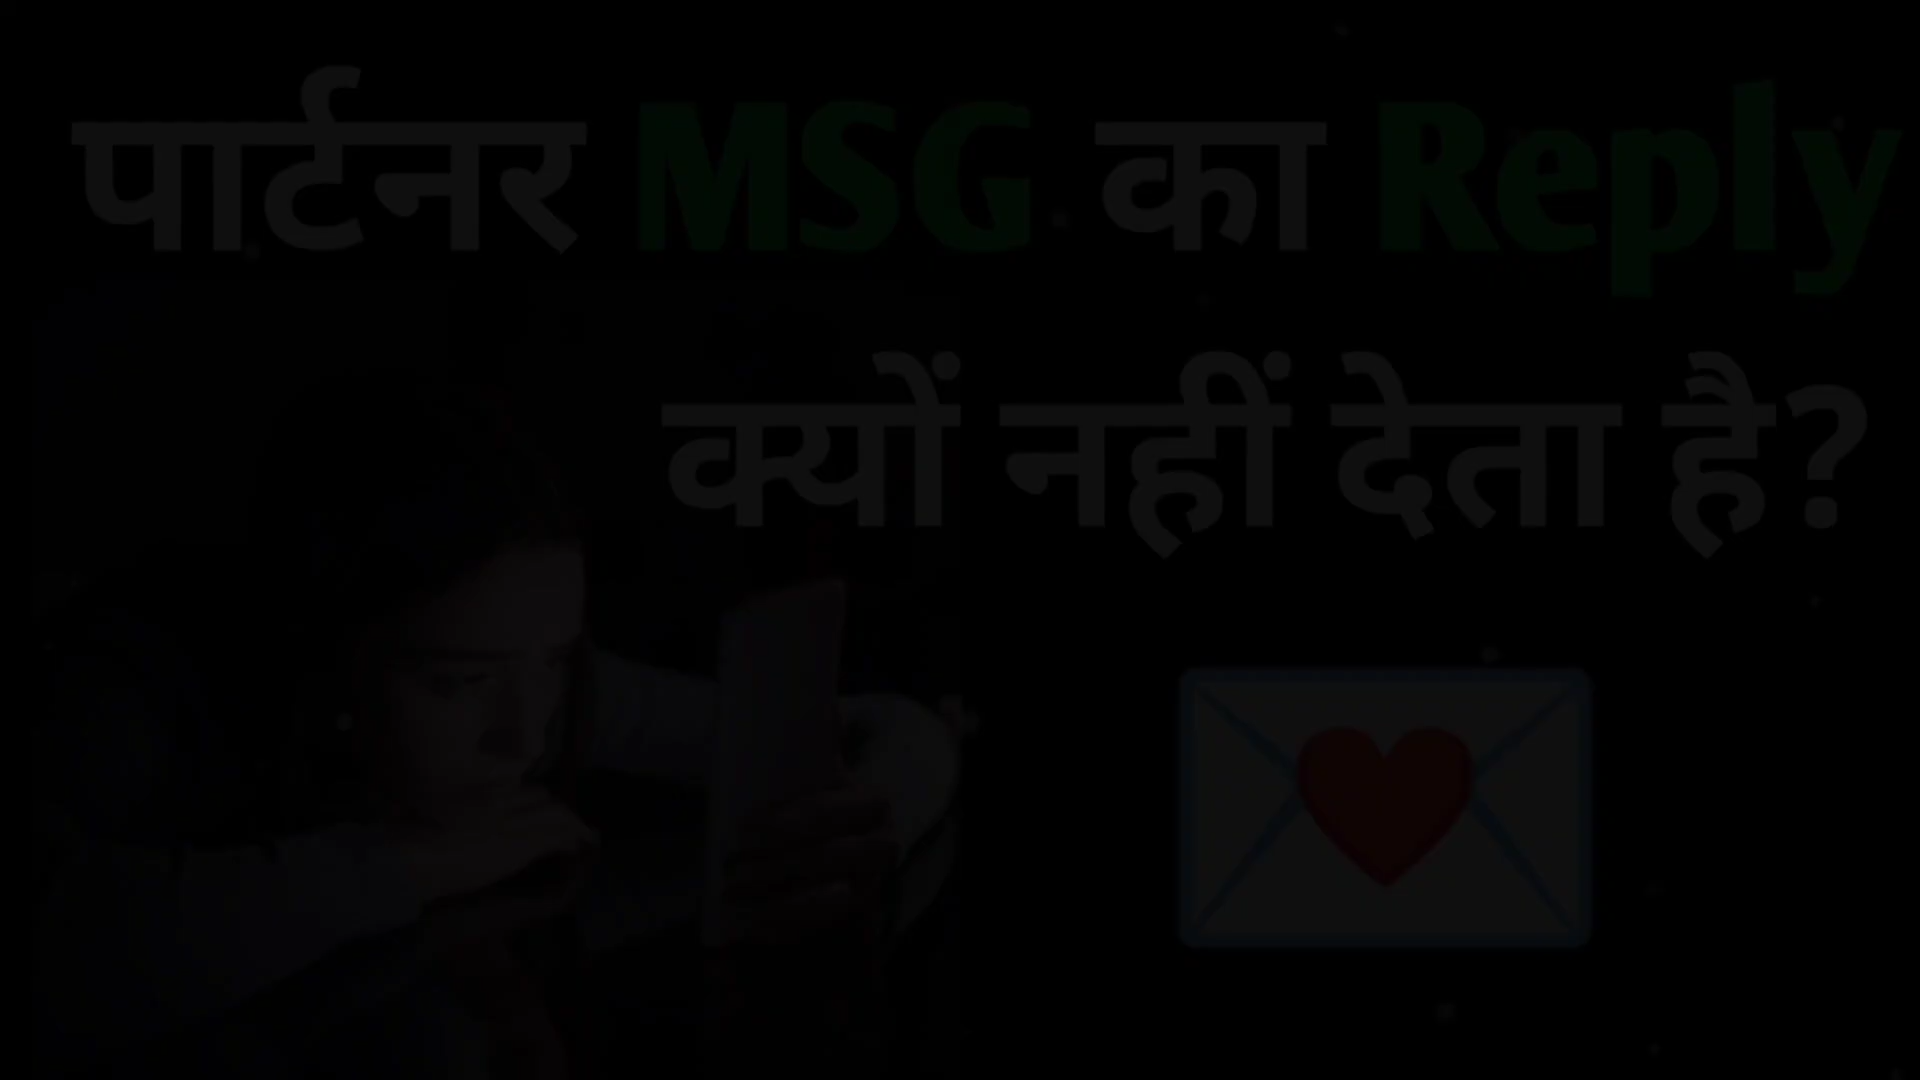 पार्टनर MSG का Reply
क्यों नहीं देता है?